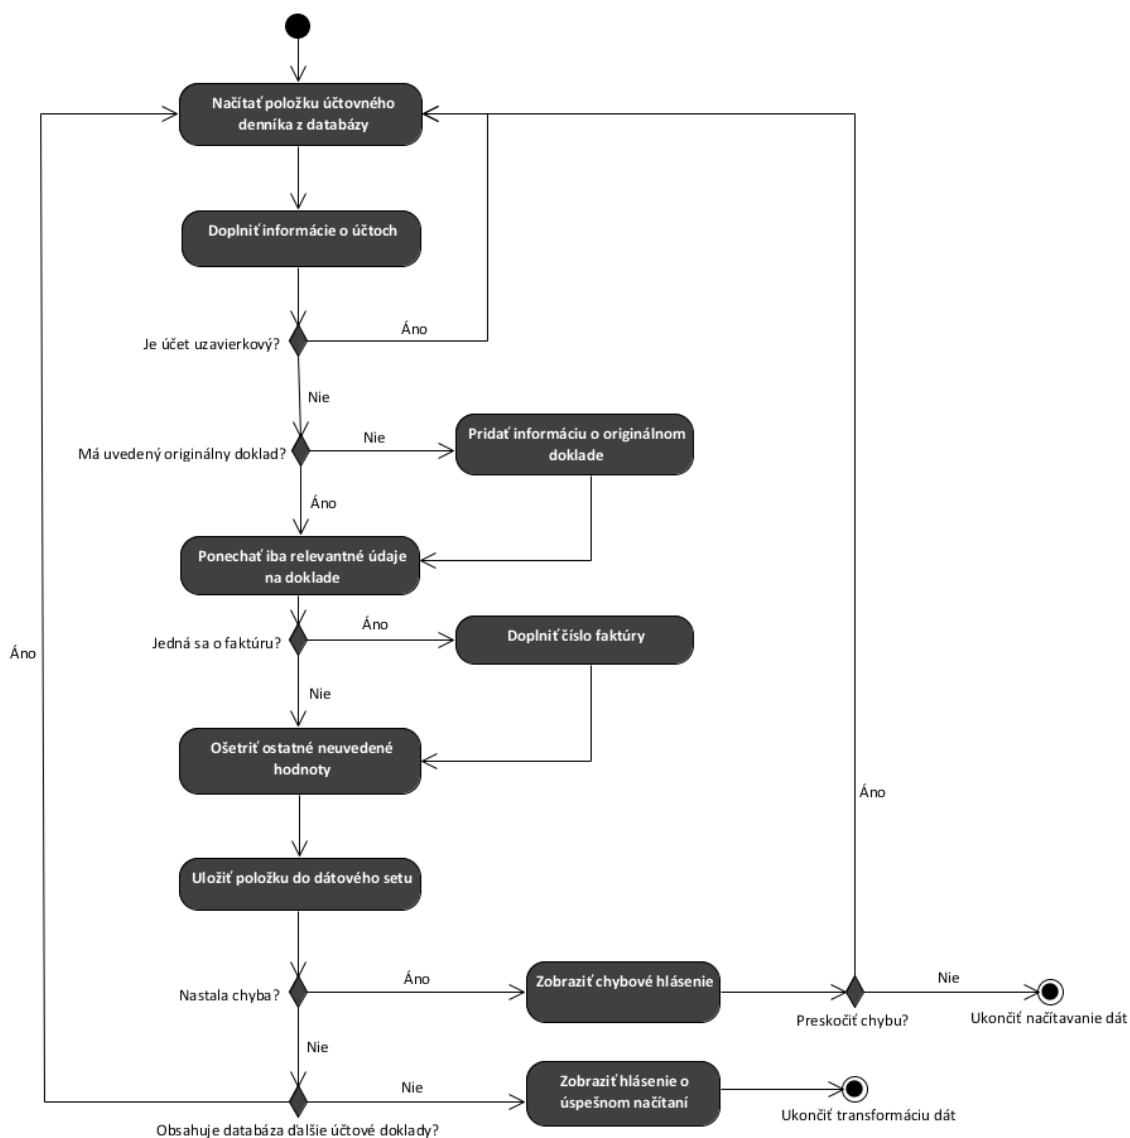 Načítať položku účtovného
denníka z databázy
Doplniť informácie o účtoch
Áno
Je účet uzavierkový?
Nie
Pridať informáciu o originálnom
doklade
Nie
Má uvedený originálny doklad?
Áno
Ponechať iba relevantné údaje
na doklade
Áno
Doplniť číslo faktúry
Jedná sa o faktúru?
Áno
Nie
Ošetriť ostatné neuvedené
hodnoty
Áno
Uložiť položku do dátového setu
Nastala chyba?
Áno
Zobraziť chybové hlásenie
Nie
Preskočiť chybu?
Ukončiť načítavanie dát
Nie
Nie
Zobraziť hlásenie o
úspešnom načítaní
Ukončiť transformáciu dát
Obsahuje databáza ďalšie účtové doklady?